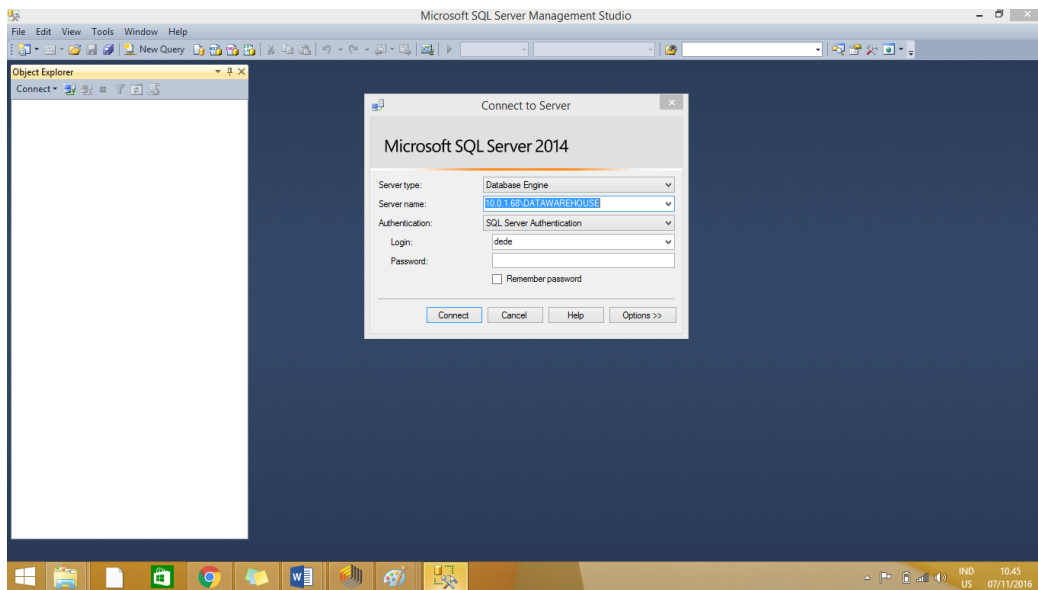 Microsoft SQL Server Management Studio
File Edit View Tools Window Help
New Query
Object Explorer
Connect
Connect to Server
Microsoft SQL Server 2014
Server type: Database Engine
Server name: 10.0.1.68\DATAWAREHOUSE
Authentication: SQL Server Authentication
Login: dede
Password:
Remember password
Connect Cancel Help Options >>
IND 10.45
US 07/11/2016